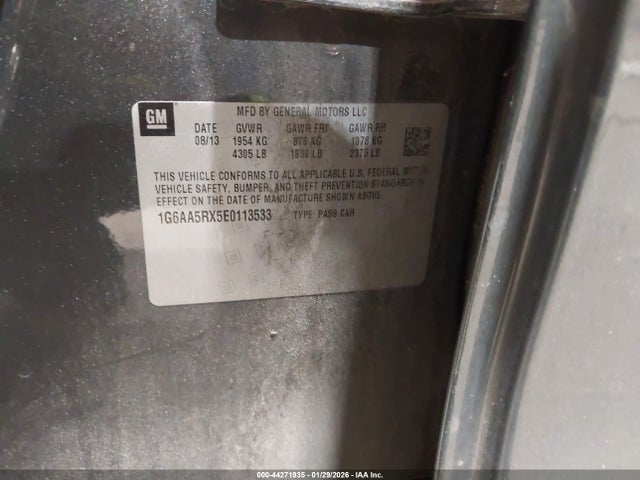 GM
MFD BY GENERAL MOTORS LLC
DATE GVWR GAWR FRT GAWR RR
08/13 1954 KG 876 KG 1078 KG
4305 LB 1930 LB 2375 LB
THIS VEHICLE CONFORMS TO ALL APPLICABLE U.S. FEDERAL MOTOR
VEHICLE SAFETY, BUMPER, AND THEFT PREVENTION STANDARDS IN
EFFECT ON THE DATE OF MANUFACTURE SHOWN ABOVE.
1G6AA5RX5E0113533 TYPE: PASS CAR
000-44271935 - 01/29/2026 - IAA Inc.